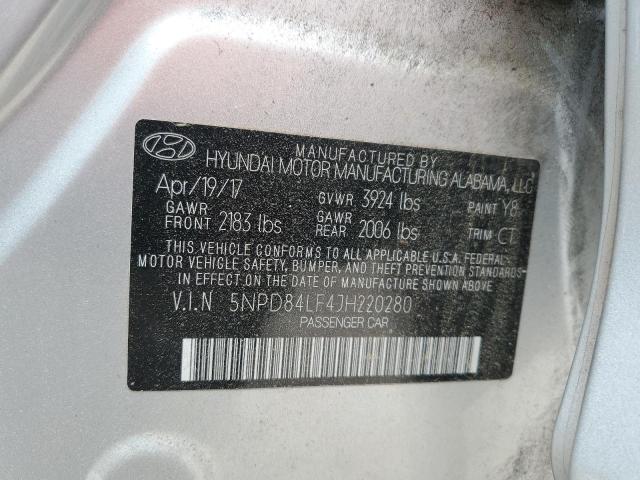 MANUFACTURED BY
HYUNDAI MOTOR MANUFACTURING ALABAMA, LLC
Apr/19/17 GVWR 3924 lbs PAINT Y8
GAWR FRONT 2183 lbs GAWR REAR 2006 lbs TRIM CT
THIS VEHICLE CONFORMS TO ALL APPLICABLE U.S.A. FEDERAL
MOTOR VEHICLE SAFETY, BUMPER, AND THEFT PREVENTION STANDARDS
IN EFFECT ON THE DATE OF MANUFACTURE SHOWN ABOVE.
V.I.N 5NPD84LF4JH220280
PASSENGER CAR